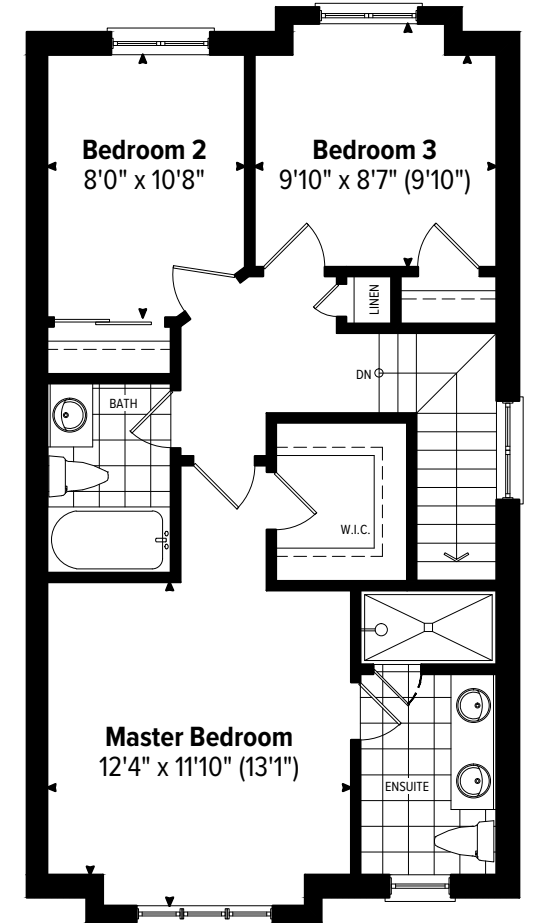 Bedroom 2
8'0" x 10'8"
Bedroom 3
9'10" x 8'7" (9'10")
LINEN
DN
BATH
W.I.C.
Master Bedroom
12'4" x 11'10" (13'1")
ENSUITE